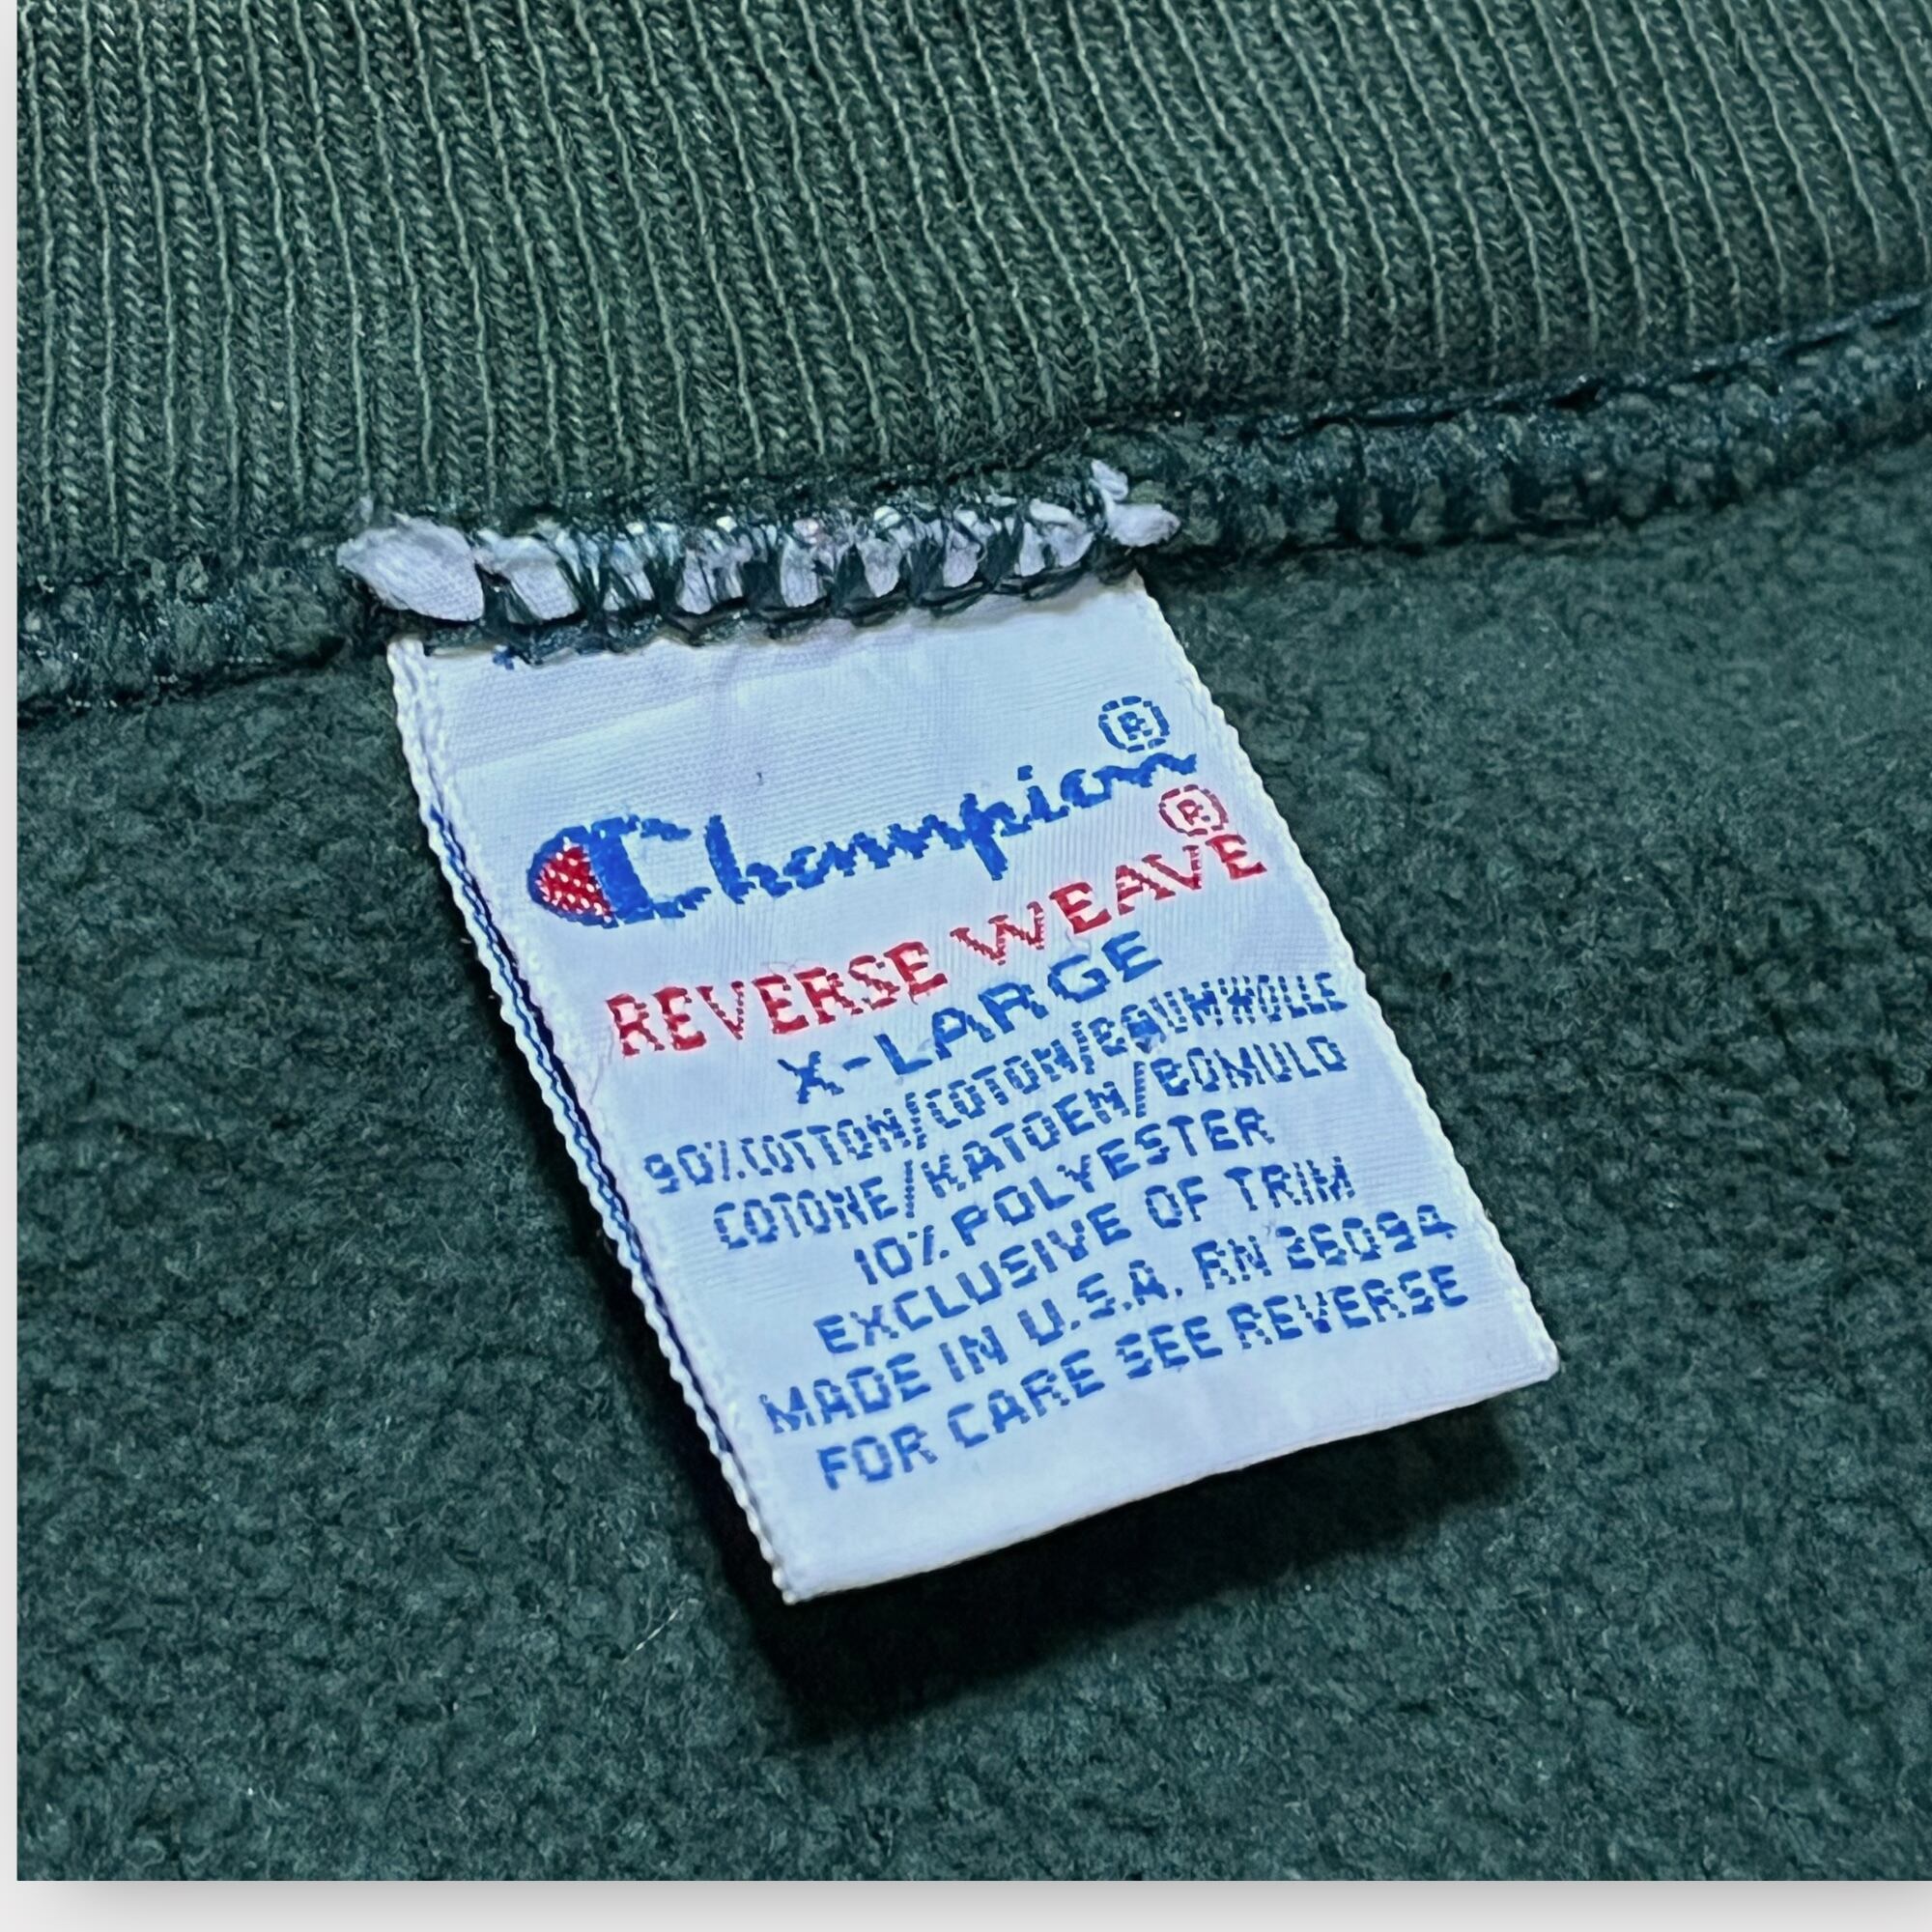 Champion®
REVERSE WEAVE®
X-LARGE
90% COTTON/COTON/BAUMWOLLE
COTONE/KATOEN/BOMULD
10% POLYESTER
EXCLUSIVE OF TRIM
MADE IN U.S.A. RN 26094
FOR CARE SEE REVERSE